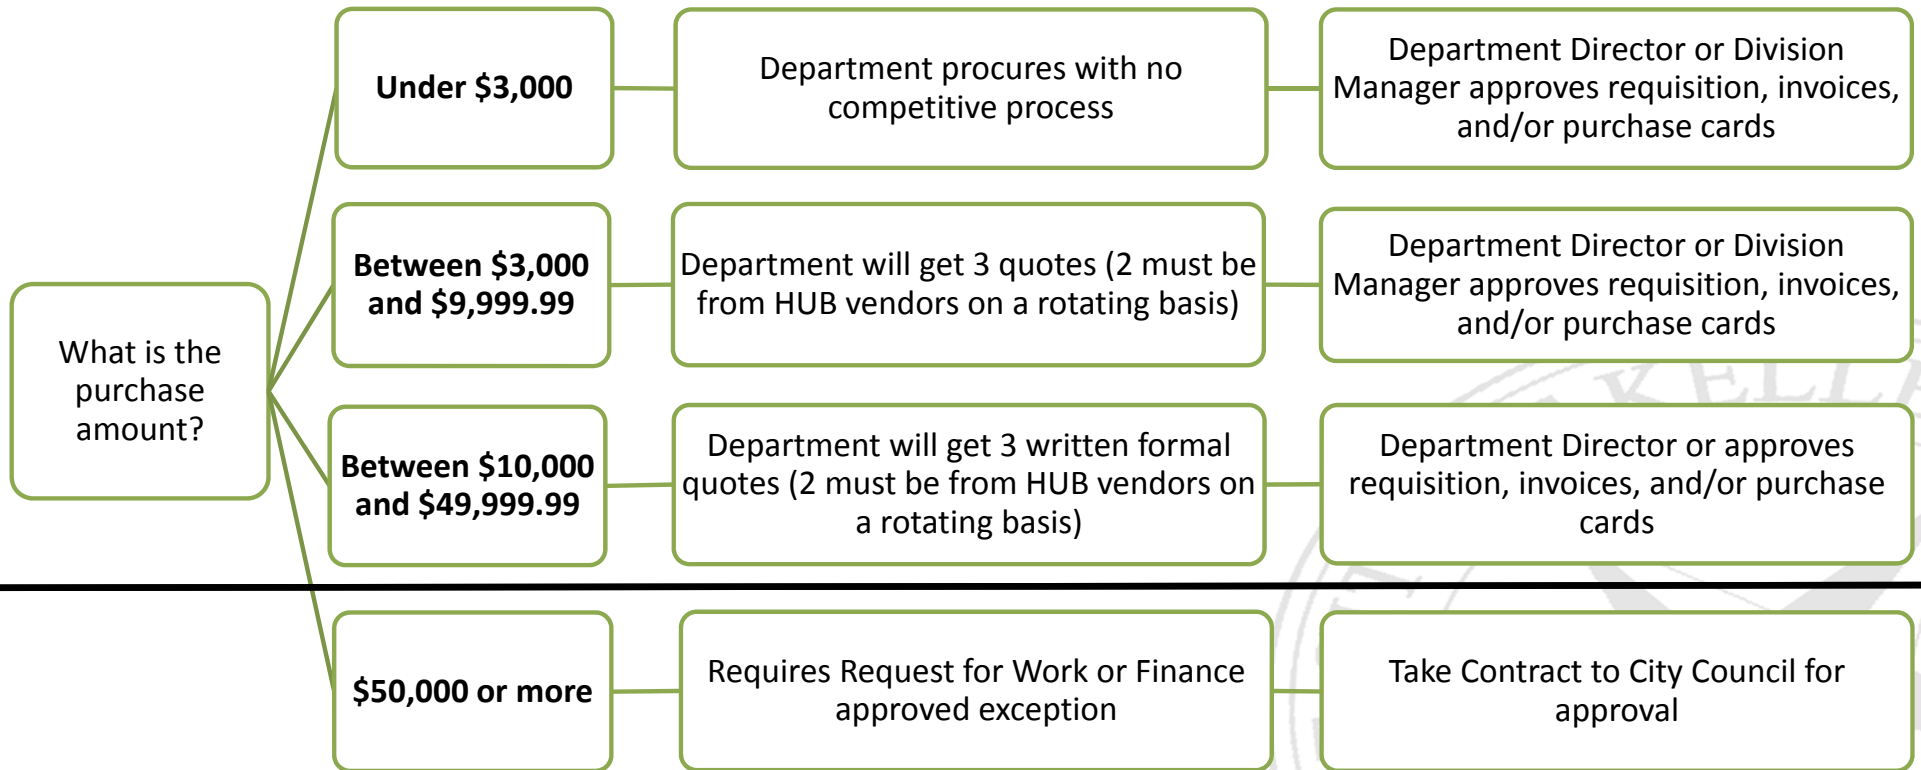 What is the
purchase
amount?
Under $3,000
Department procures with no
competitive process
Department Director or Division
Manager approves requisition, invoices,
and/or purchase cards
Between $3,000
and $9,999.99
Department will get 3 quotes (2 must be
from HUB vendors on a rotating basis)
Department Director or Division
Manager approves requisition, invoices,
and/or purchase cards
Between $10,000
and $49,999.99
Department will get 3 written formal
quotes (2 must be from HUB vendors on
a rotating basis)
Department Director or approves
requisition, invoices, and/or purchase
cards
$50,000 or more
Requires Request for Work or Finance
approved exception
Take Contract to City Council for
approval